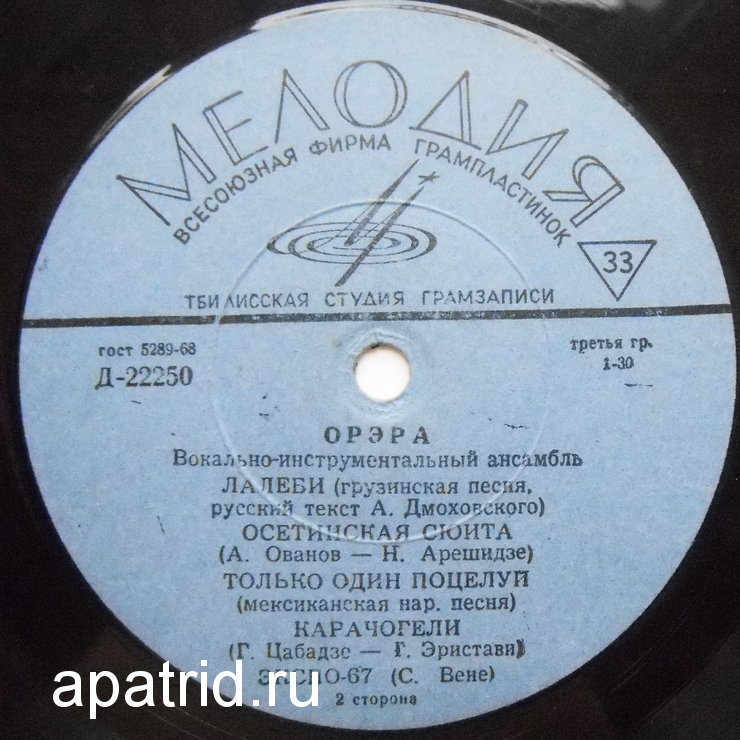 МЕЛОДИЯ
ВСЕСОЮЗНАЯ ФИРМА ГРАМПЛАСТИНОК
33
ТБИЛИССКАЯ СТУДИЯ ГРАМЗАПИСИ
гост 5289-68
Д-22250
третья гр.
1-30
ОРЭРА
Вокально-инструментальный ансамбль
ЛАЛЕБИ (грузинская песня,
русский текст А. Дмоховского)
ОСЕТИНСКАЯ СЮИТА
(А. Ованов — Н. Арешидзе)
ТОЛЬКО ОДИН ПОЦЕЛУЙ
(мексиканская нар. песня)
КАРАЧОГЕЛИ
(Г. Цабадзе — Г. Эристави)
ЭКСПО-67 (С. Вене)
2 сторона
apatrid.ru